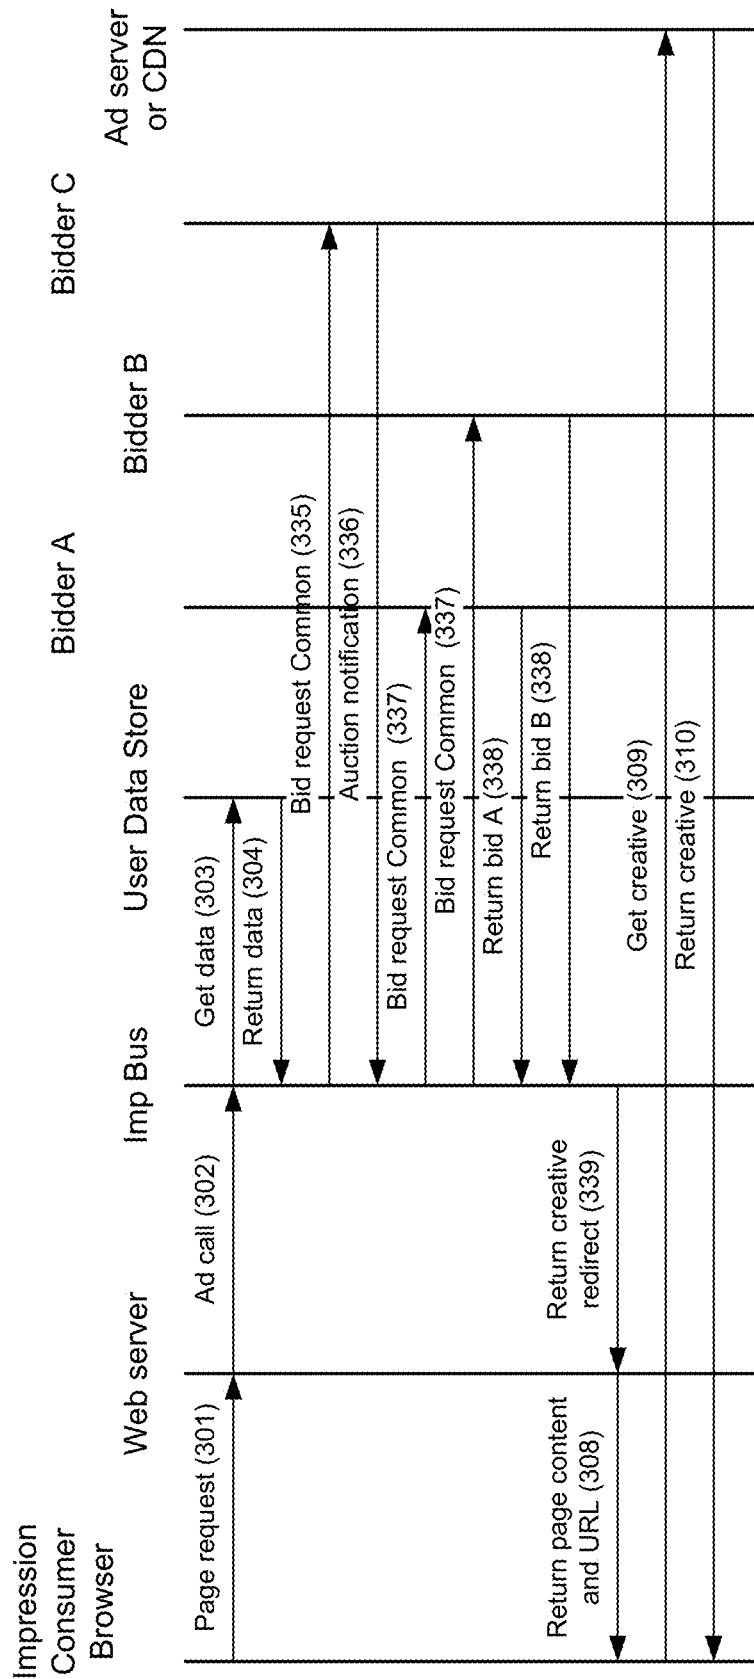 Impression
Consumer
Browser
Web server
Imp Bus
User Data Store
Bidder A
Bidder B
Bidder C
Ad server
or CDN
Page request (301)
Ad call (302)
Get data (303)
Return data (304)
Bid request Common (335)
Auction notification (336)
Bid request Common (337)
Bid request Common (337)
Return bid A (338)
Return bid B (338)
Return creative
redirect (339)
Return page content
and URL (308)
Get creative (309)
Return creative (310)